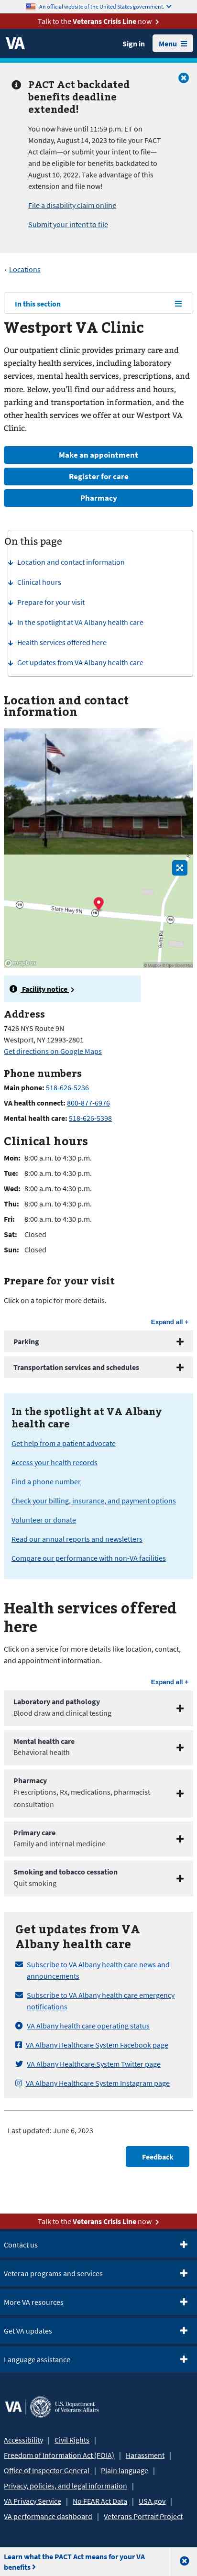 An official website of the United States government.
Talk to the Veterans Crisis Line now
VA
Sign in
Menu
PACT Act backdated
benefits deadline
extended!
You now have until 11:59 p.m. ET on
Monday, August 14, 2023 to file your PACT
Act claim—or submit your intent to file—
and be eligible for benefits backdated to
August 10, 2022. Take advantage of this
extension and file now!
File a disability claim online
Submit your intent to file
Locations
In this section
Westport VA Clinic
Our outpatient clinic provides primary care and
specialty health services, including laboratory
services, mental health services, prescriptions, and
more. Below, you'll find our address and hours,
parking and transportation information, and the
other health services we offer at our Westport VA
Clinic.
Make an appointment
Register for care
Pharmacy
On this page
Location and contact information
Clinical hours
Prepare for your visit
In the spotlight at VA Albany health care
Health services offered here
Get updates from VA Albany health care
Location and contact
information
State Hwy 9N
mapbox
Facility notice
Address
7426 NYS Route 9N
Westport, NY 12993-2801
Get directions on Google Maps
Phone numbers
Main phone: 518-626-5236
VA health connect: 800-877-6976
Mental health care: 518-626-5398
Clinical hours
Mon: 8:00 a.m. to 4:30 p.m.
Tue: 8:00 a.m. to 4:30 p.m.
Wed: 8:00 a.m. to 4:30 p.m.
Thu: 8:00 a.m. to 4:30 p.m.
Fri: 8:00 a.m. to 4:30 p.m.
Sat: Closed
Sun: Closed
Prepare for your visit
Click on a topic for more details.
Expand all +
Parking
Transportation services and schedules
In the spotlight at VA Albany
health care
Get help from a patient advocate
Access your health records
Find a phone number
Check your billing, insurance, and payment options
Volunteer or donate
Read our annual reports and newsletters
Compare our performance with non-VA facilities
Health services offered
here
Click on a service for more details like location, contact,
and appointment information.
Expand all +
Laboratory and pathology
Blood draw and clinical testing
Mental health care
Behavioral health
Pharmacy
Prescriptions, Rx, medications, pharmacist
consultation
Primary care
Family and internal medicine
Smoking and tobacco cessation
Quit smoking
Get updates from VA
Albany health care
Subscribe to VA Albany health care news and
announcements
Subscribe to VA Albany health care emergency
notifications
VA Albany health care operating status
VA Albany Healthcare System Facebook page
VA Albany Healthcare System Twitter page
VA Albany Healthcare System Instagram page
Last updated: June 6, 2023
Feedback
Talk to the Veterans Crisis Line now
Contact us
Veteran programs and services
More VA resources
Get VA updates
Language assistance
VA
U.S. Department
of Veterans Affairs
Accessibility | Civil Rights |
Freedom of Information Act (FOIA) | Harassment |
Office of Inspector General | Plain language |
Privacy, policies, and legal information |
VA Privacy Service | No FEAR Act Data | USA.gov |
VA performance dashboard | Veterans Portrait Project
Learn what the PACT Act means for your VA
benefits